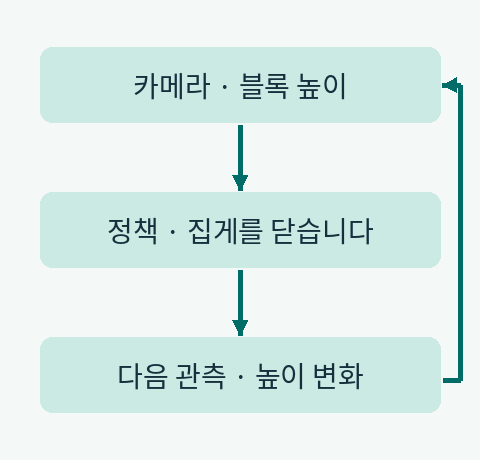 카메라 · 블록 높이
정책 · 집게를 닫습니다
다음 관측 · 높이 변화